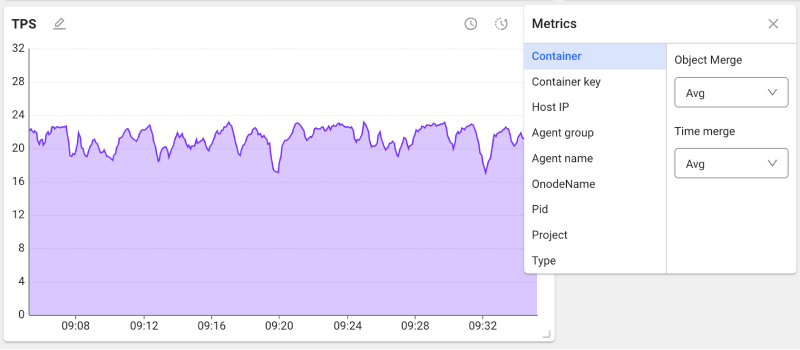 TPS
32
28
24
20
16
12
8
4
0
09:08
09:12
09:16
09:20
09:24
09:28
09:32
Metrics
Container
Container key
Host IP
Agent group
Agent name
OnodeName
Pid
Project
Type
Object Merge
Avg
Time merge
Avg